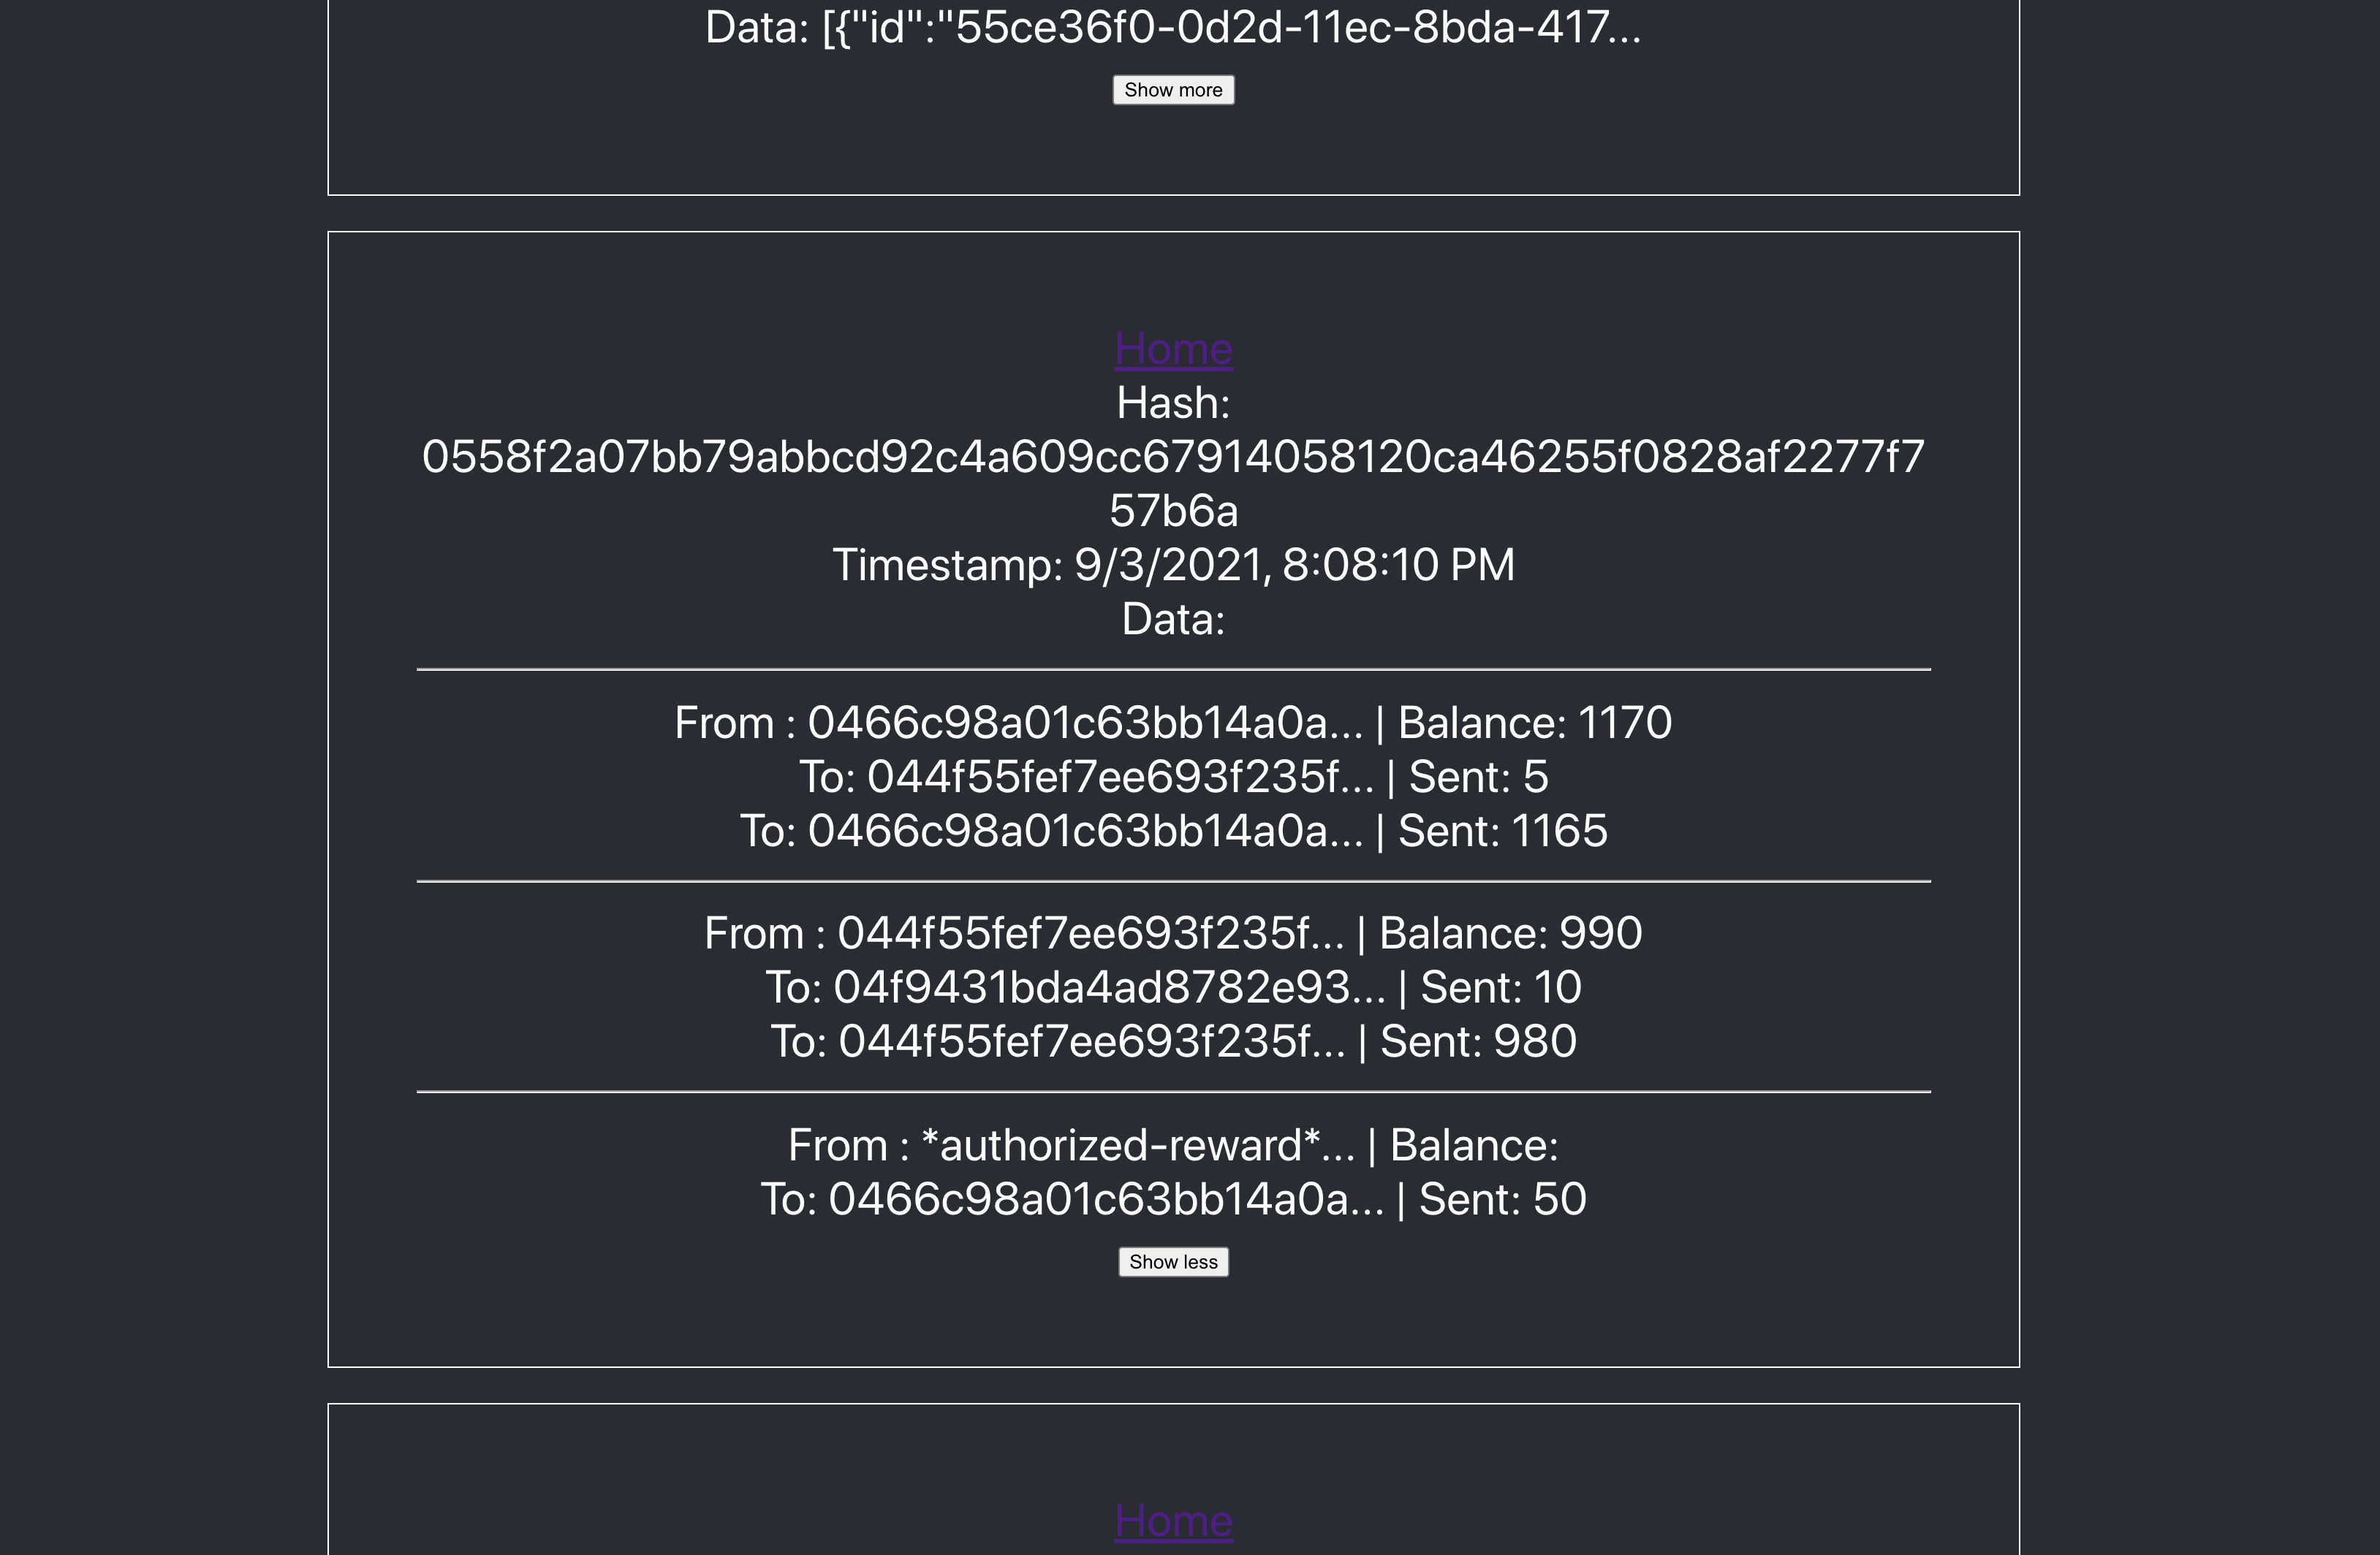 Data: [{"id":"55ce36f0-0d2d-11ec-8bda-417...
Show more
Home
Hash:
0558f2a07bb79abbcd92c4a609cc67914058120ca46255f0828af2277f7
57b6a
Timestamp: 9/3/2021, 8:08:10 PM
Data:
From : 0466c98a01c63bb14a0a... | Balance: 1170
To: 044f55fef7ee693f235f... | Sent: 5
To: 0466c98a01c63bb14a0a... | Sent: 1165
From : 044f55fef7ee693f235f... | Balance: 990
To: 04f9431bda4ad8782e93... | Sent: 10
To: 044f55fef7ee693f235f... | Sent: 980
From : *authorized-reward*... | Balance:
To: 0466c98a01c63bb14a0a... | Sent: 50
Show less
Home